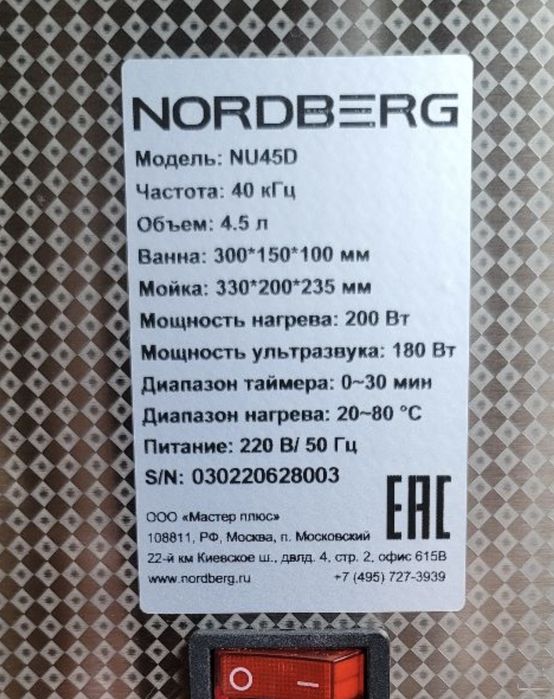 NORDBERG
Модель: NU45D
Частота: 40 кГц
Объем: 4.5 л
Ванна: 300*150*100 мм
Мойка: 330*200*235 мм
Мощность нагрева: 200 Вт
Мощность ультразвука: 180 Вт
Диапазон таймера: 0~30 мин
Диапазон нагрева: 20~80 °C
Питание: 220 В/ 50 Гц
S/N: 030220628003
EAC
ООО «Мастер плюс»
108811, РФ, Москва, п. Московский
22-й км Киевское ш., двлд. 4, стр. 2, офис 615В
www.nordberg.ru +7 (495) 727-3939